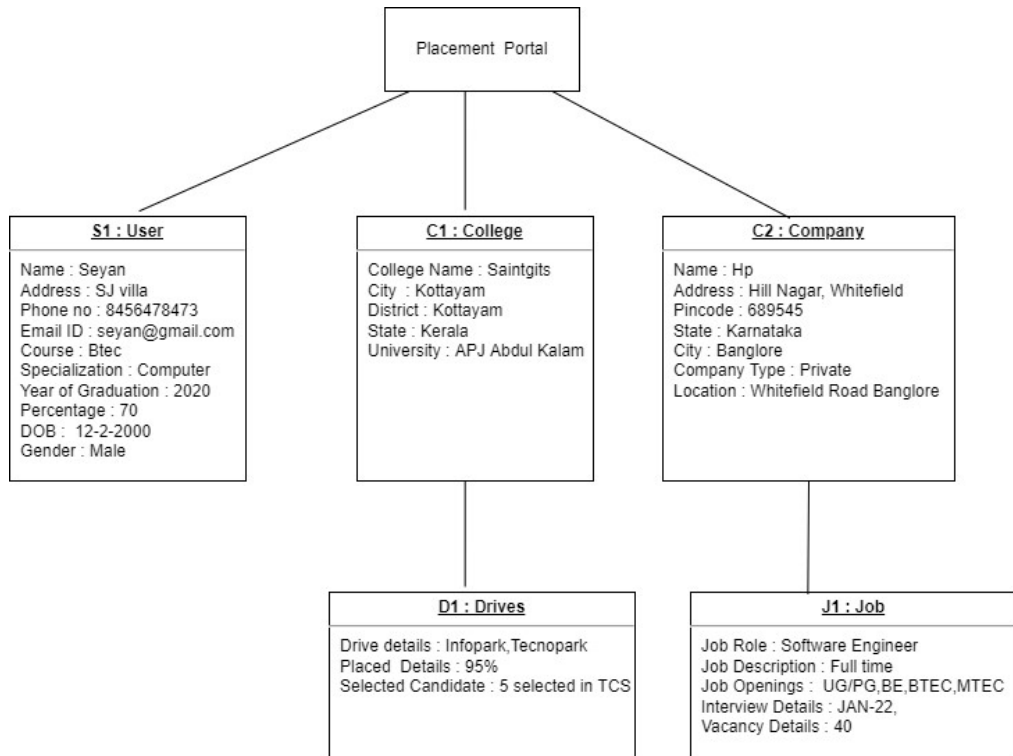 Placement Portal
S1 : User
Name : Seyan
Address : SJ villa
Phone no : 8456478473
Email ID : seyan@gmail.com
Course : Btec
Specialization : Computer
Year of Graduation : 2020
Percentage : 70
DOB : 12-2-2000
Gender : Male
C1 : College
College Name : Saintgits
City : Kottayam
District : Kottayam
State : Kerala
University : APJ Abdul Kalam
C2 : Company
Name : Hp
Address : Hill Nagar, Whitefield
Pincode : 689545
State : Karnataka
City : Banglore
Company Type : Private
Location : Whitefield Road Banglore
D1 : Drives
Drive details : Infopark,Tecnopark
Placed Details : 95%
Selected Candidate : 5 selected in TCS
J1 : Job
Job Role : Software Engineer
Job Description : Full time
Job Openings : UG/PG,BE,BTEC,MTEC
Interview Details : JAN-22,
Vacancy Details : 40